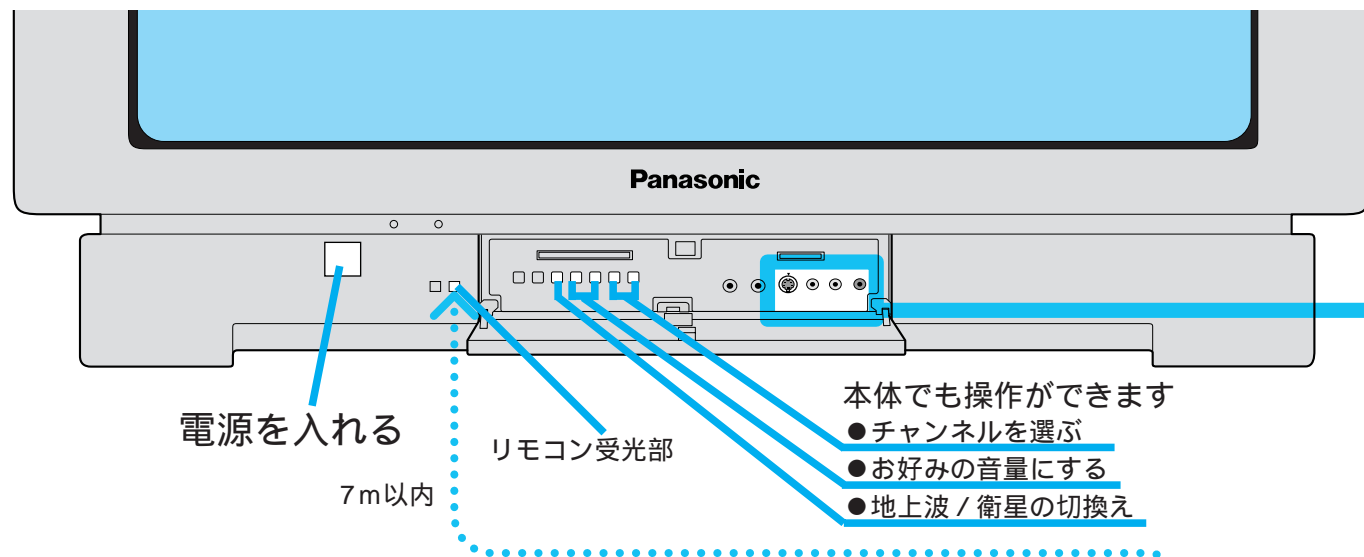 Panasonic
電源を入れる
リモコン受光部
7m以内
本体でも操作ができます
●チャンネルを選ぶ
●お好みの音量にする
●地上波/衛星の切換え